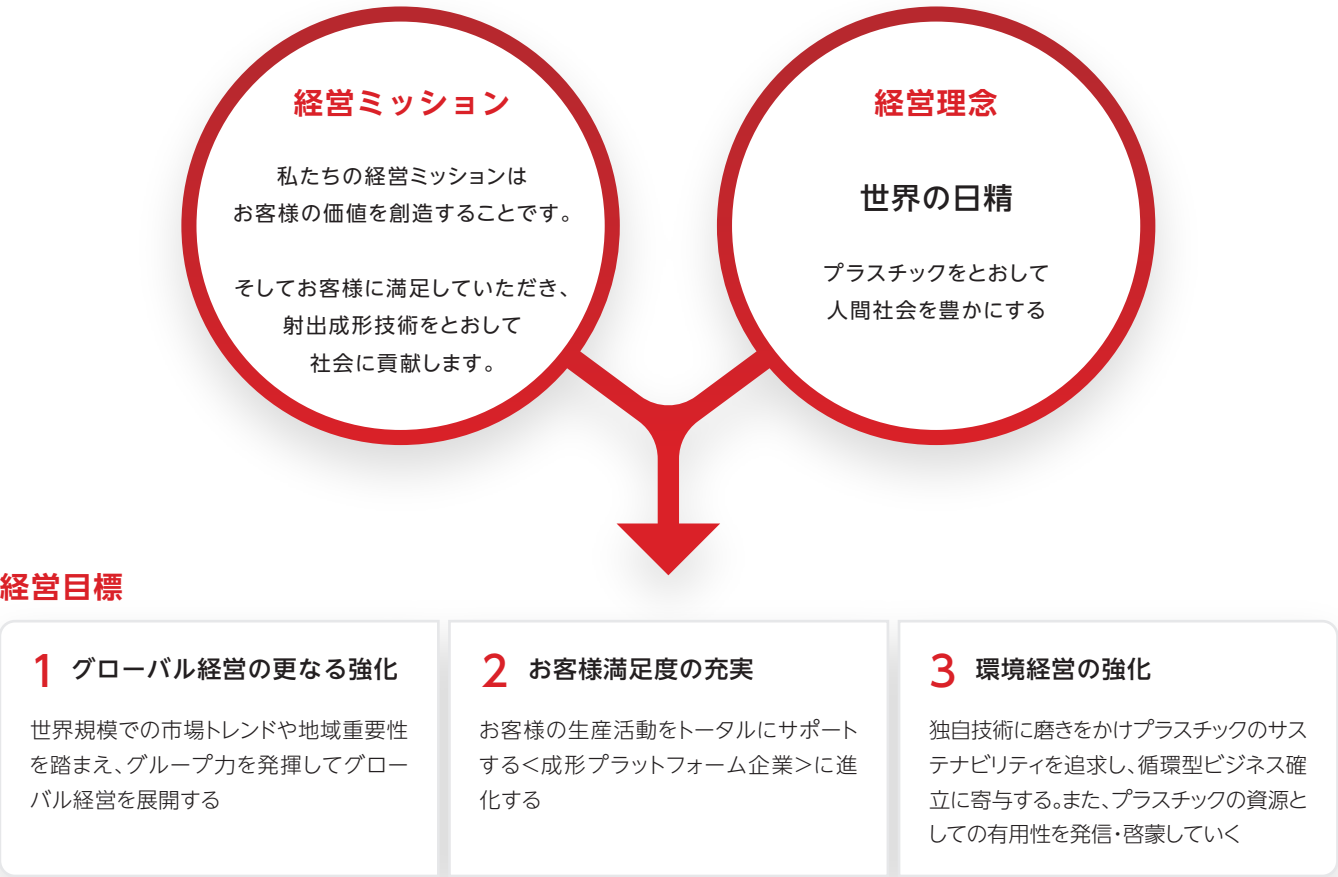 経営ミッション
私たちの経営ミッションは
お客様の価値を創造することです。
そしてお客様に満足していただき、
射出成形技術をとおして
社会に貢献します。
経営理念
世界の日精
プラスチックをとおして
人間社会を豊かにする
経営目標
1 グローバル経営の更なる強化
世界規模での市場トレンドや地域重要性
を踏まえ、グループ力を発揮してグロー
バル経営を展開する
2 お客様満足度の充実
お客様の生産活動をトータルにサポート
する<成形プラットフォーム企業>に進
化する
3 環境経営の強化
独自技術に磨きをかけプラスチックのサス
テナビリティを追求し、循環型ビジネス確
立に寄与する。また、プラスチックの資源と
しての有用性を発信・啓蒙していく